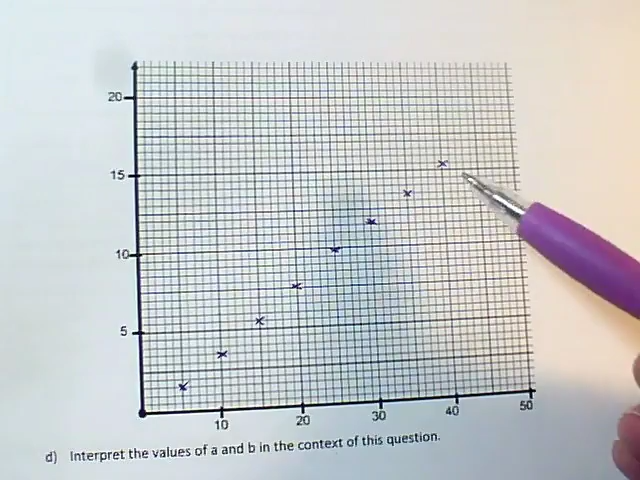 20
15
10
5
10 20 30 40 50
d) Interpret the values of a and b in the context of this question.